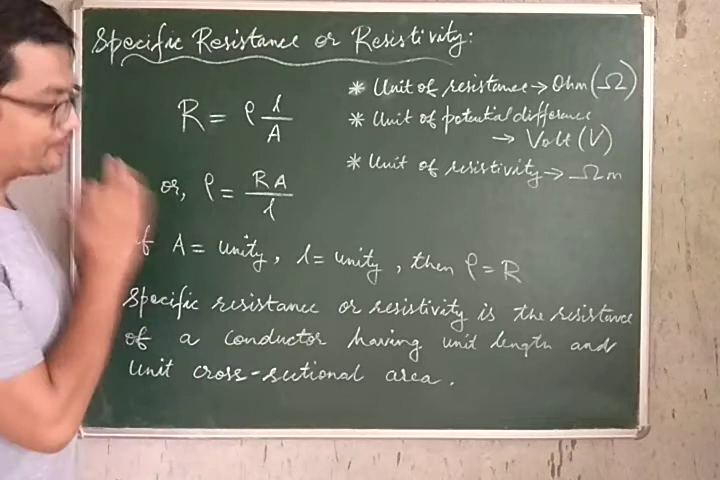 Specific Resistance or Resistivity:
R = ρ l/A
or, ρ = RA/l
* Unit of resistance → Ohm (Ω)
* Unit of potential difference
→ Volt (V)
* Unit of resistivity → Ωm
if A = unity, l = unity, then ρ = R
Specific resistance or resistivity is the resistance
of a conductor having unit length and
unit cross-sectional area.